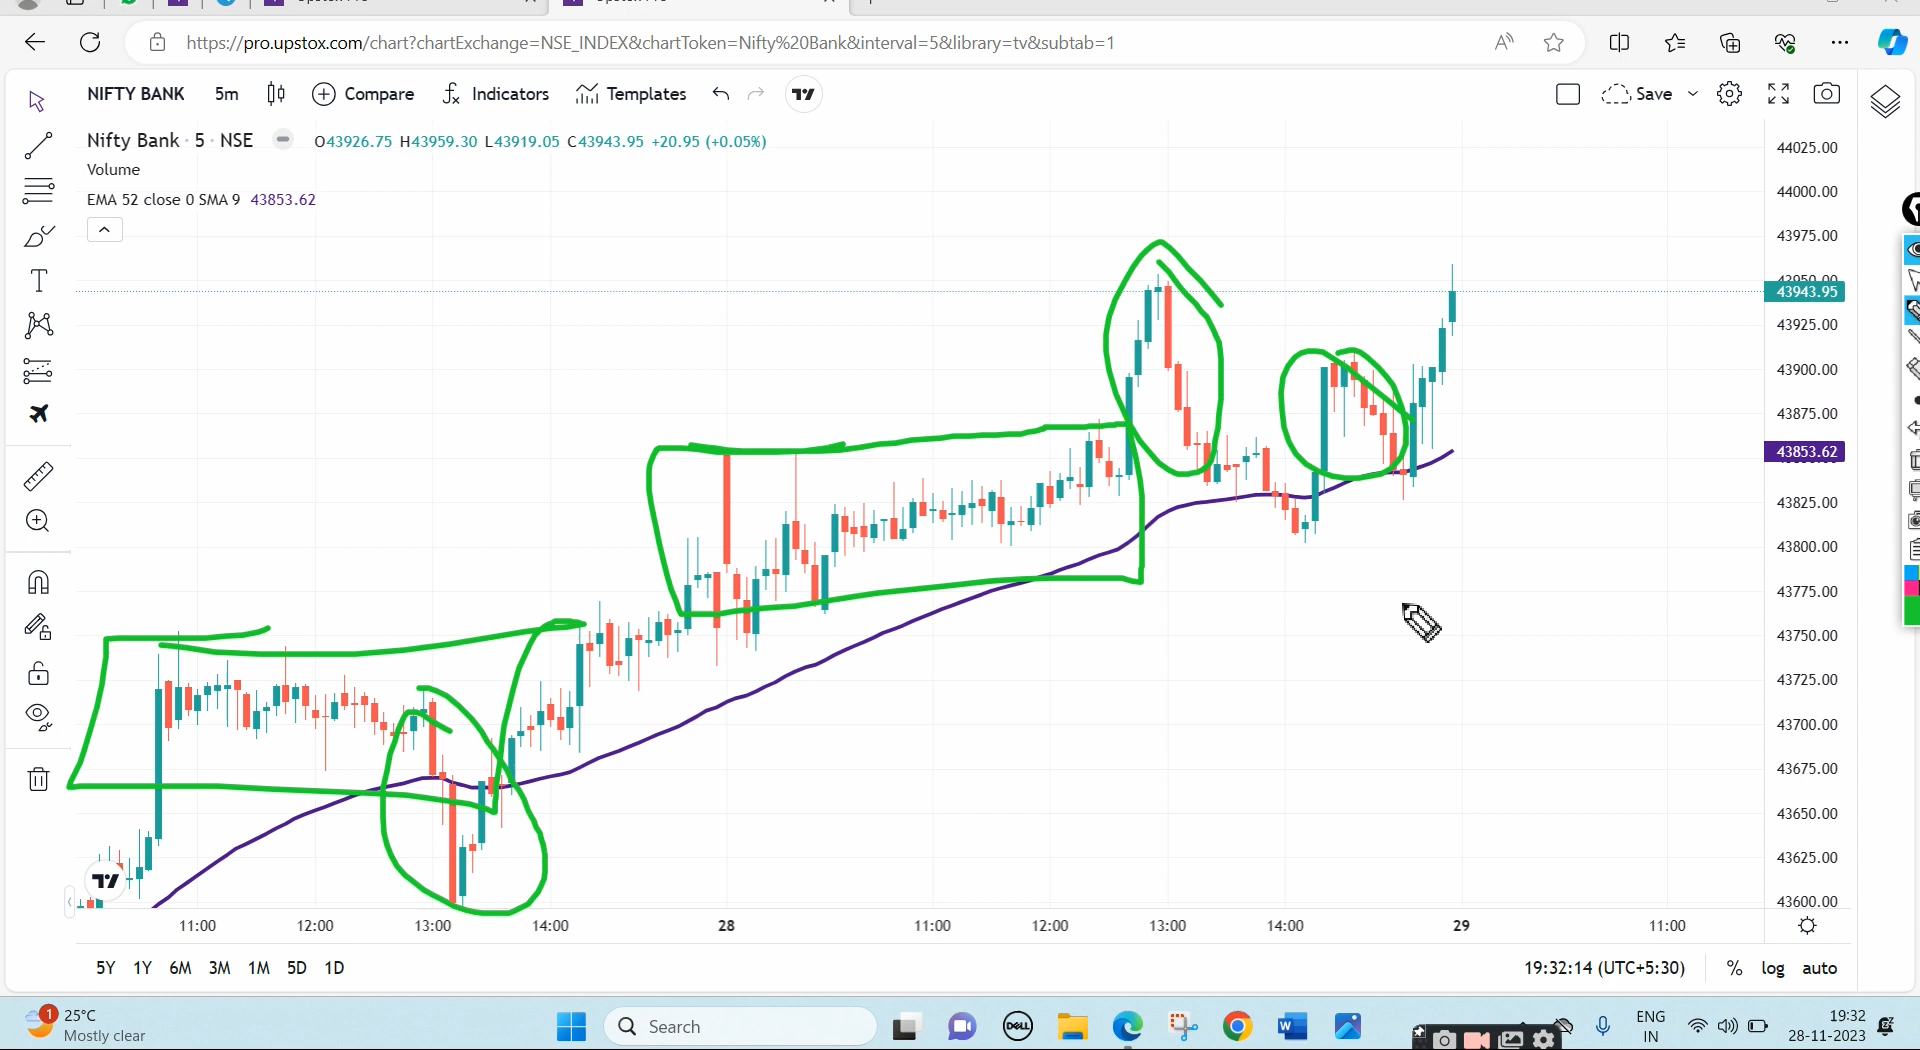 https://pro.upstox.com/chart?chartExchange=NSE_INDEX&chartToken=Nifty%20Bank&interval=5&library=tv&subtab=1
NIFTY BANK 5m Compare Indicators Templates Save
Nifty Bank · 5 · NSE O43926.75 H43959.30 L43919.05 C43943.95 +20.95 (+0.05%)
Volume
EMA 52 close 0 SMA 9 43853.62
44025.00
44000.00
43975.00
43950.00
43943.95
43925.00
43900.00
43875.00
43853.62
43825.00
43800.00
43775.00
43750.00
43725.00
43700.00
43675.00
43650.00
43625.00
43600.00
11:00 12:00 13:00 14:00 28 11:00 12:00 13:00 14:00 29 11:00
5Y 1Y 6M 3M 1M 5D 1D 19:32:14 (UTC+5:30) % log auto
1 25°C
Mostly clear
Search
DELL
ENG
IN
19:32
28-11-2023